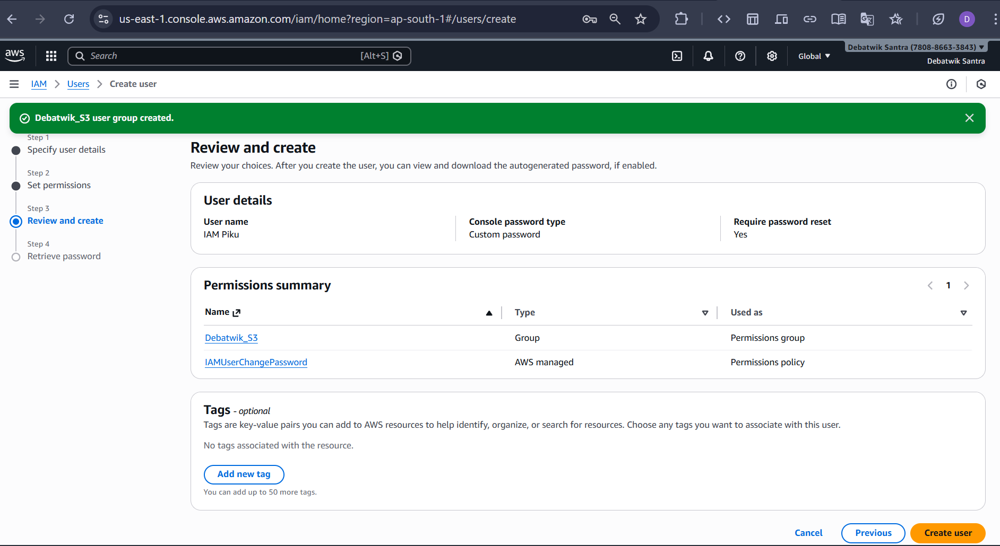 us-east-1.console.aws.amazon.com/iam/home?region=ap-south-1#/users/create
D
aws
Search
[Alt+S]
Global
Debatwik Santra (7808-8663-3843)
Debatwik Santra
IAM
Users
Create user
Debatwik_S3 user group created.
Step 1
Specify user details
Step 2
Set permissions
Step 3
Review and create
Step 4
Retrieve password
Review and create
Review your choices. After you create the user, you can view and download the autogenerated password, if enabled.
User details
User name
IAM Piku
Console password type
Custom password
Require password reset
Yes
Permissions summary
1
Name
Type
Used as
Debatwik_S3
Group
Permissions group
IAMUserChangePassword
AWS managed
Permissions policy
Tags - optional
Tags are key-value pairs you can add to AWS resources to help identify, organize, or search for resources. Choose any tags you want to associate with this user.
No tags associated with the resource.
Add new tag
You can add up to 50 more tags.
Cancel
Previous
Create user